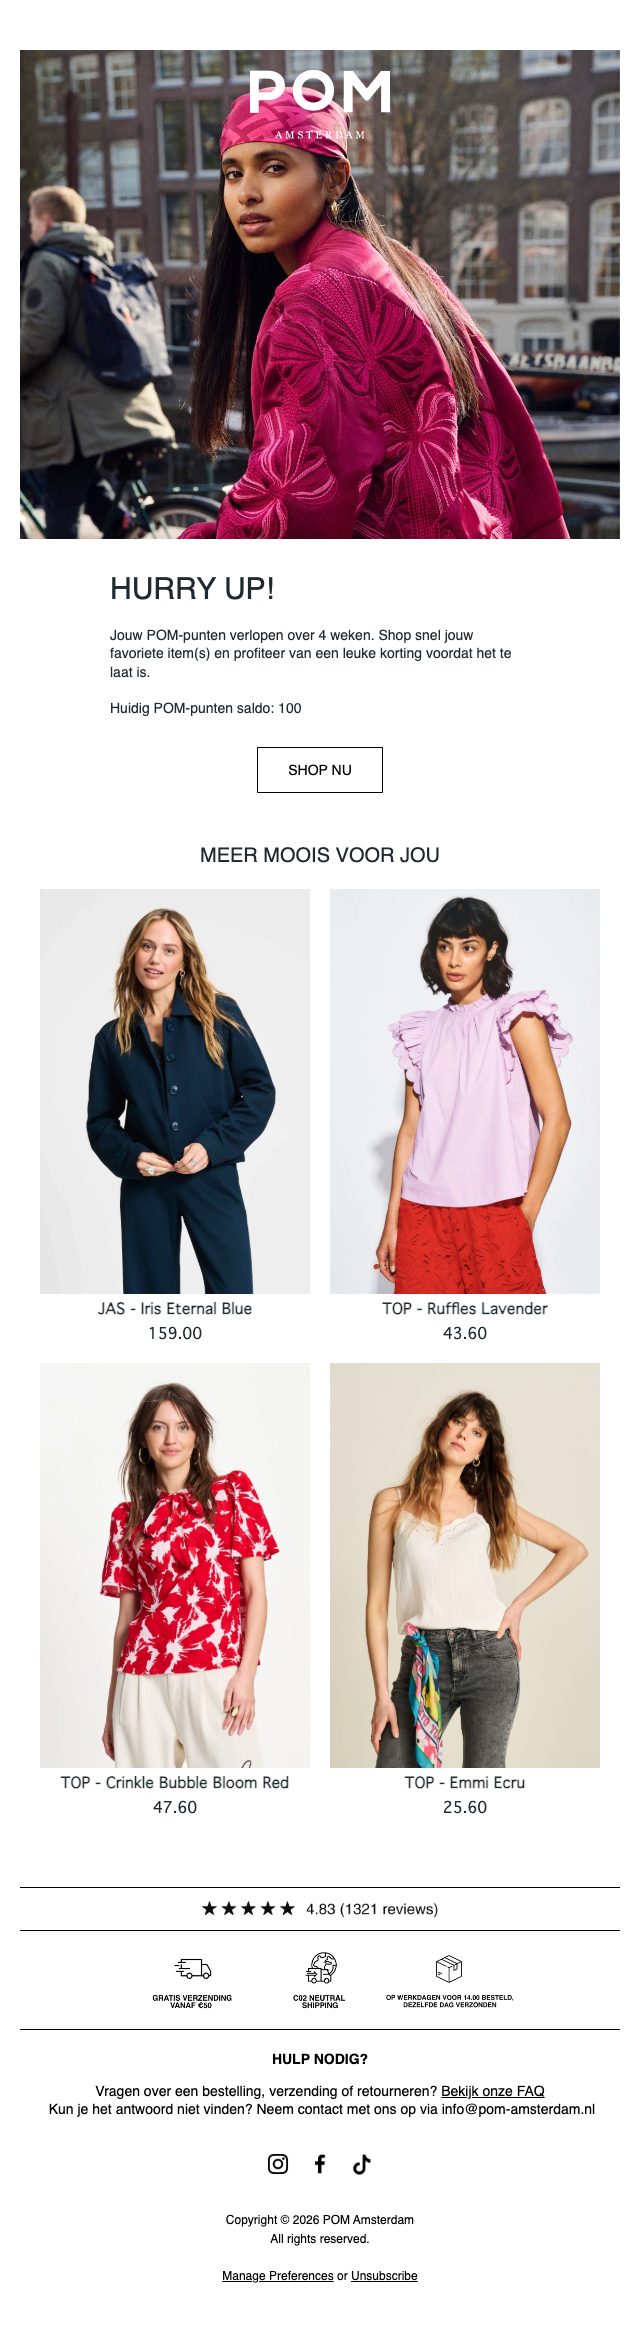 POM
AMSTERDAM
HURRY UP!
Jouw POM-punten verlopen over 4 weken. Shop snel jouw
favoriete item(s) en profiteer van een leuke korting voordat het te
laat is.
Huidig POM-punten saldo: 100
SHOP NU
MEER MOOIS VOOR JOU
JAS - Iris Eternal Blue
159.00
TOP - Ruffles Lavender
43.60
TOP - Crinkle Bubble Bloom Red
47.60
TOP - Emmi Ecru
25.60
★★★★★ 4.83 (1321 reviews)
GRATIS VERZENDING
VANAF €50
C02 NEUTRAL
SHIPPING
OP WERKDAGEN VOOR 14.00 BESTELD,
DEZELFDE DAG VERZONDEN
HULP NODIG?
Vragen over een bestelling, verzending of retourneren? Bekijk onze FAQ
Kun je het antwoord niet vinden? Neem contact met ons op via info@pom-amsterdam.nl
Copyright © 2026 POM Amsterdam
All rights reserved.
Manage Preferences or Unsubscribe